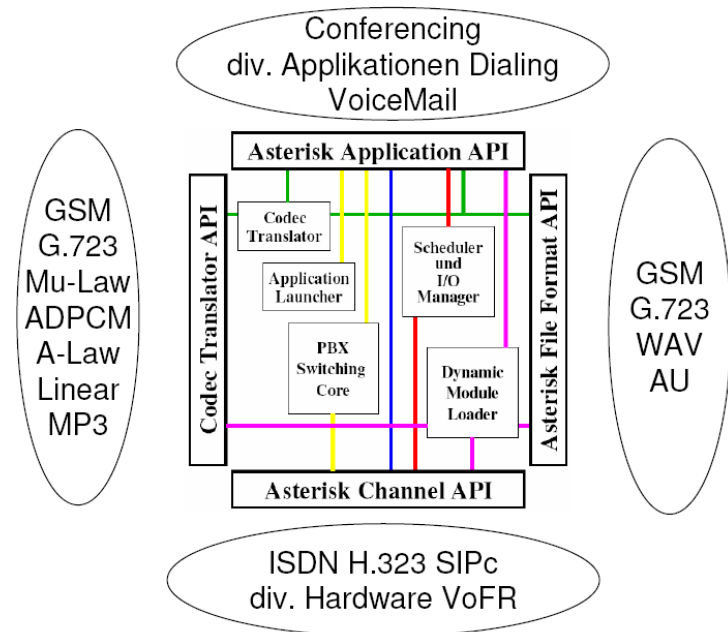 Conferencing
div. Applikationen Dialing
VoiceMail
Asterisk Application API
GSM
G.723
Mu-Law
ADPCM
A-Law
Linear
MP3
Codec Translator API
Codec
Translator
Application
Launcher
PBX
Switching
Core
Scheduler
und
I/O
Manager
Dynamic
Module
Loader
Asterisk File Format API
GSM
G.723
WAV
AU
Asterisk Channel API
ISDN H.323 SIPc
div. Hardware VoFR